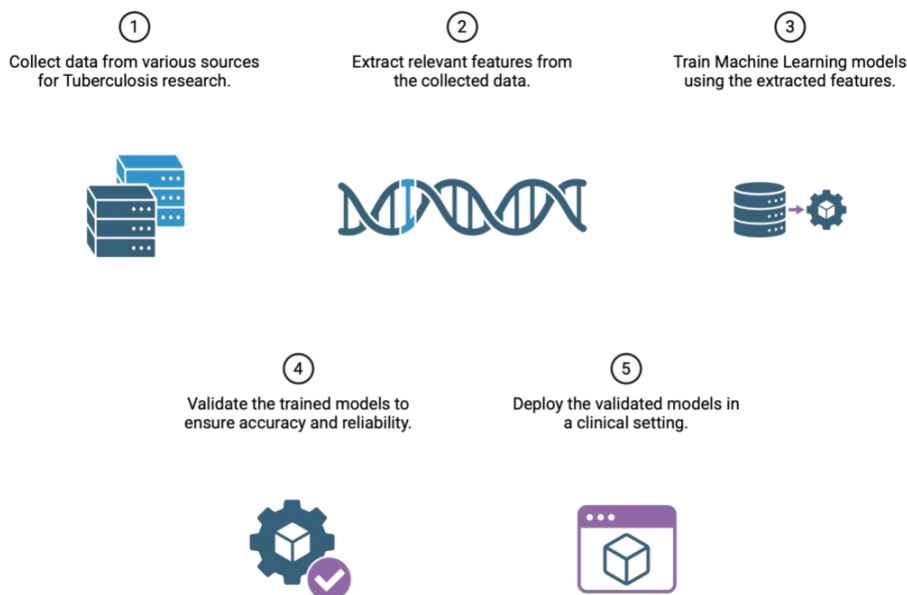 1
Collect data from various sources
for Tuberculosis research.
2
Extract relevant features from
the collected data.
3
Train Machine Learning models
using the extracted features.
4
Validate the trained models to
ensure accuracy and reliability.
5
Deploy the validated models in
a clinical setting.